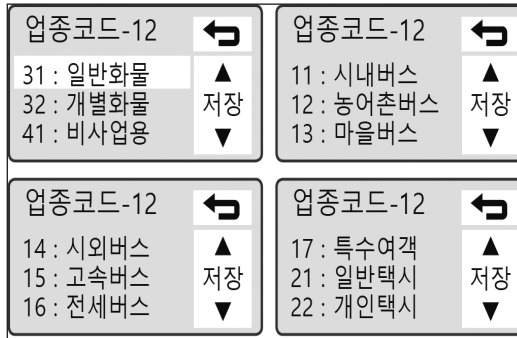 업종코드-12
31 : 일반화물
32 : 개별화물
41 : 비사업용
저장
업종코드-12
11 : 시내버스
12 : 농어촌버스
13 : 마을버스
저장
업종코드-12
14 : 시외버스
15 : 고속버스
16 : 전세버스
저장
업종코드-12
17 : 특수여객
21 : 일반택시
22 : 개인택시
저장